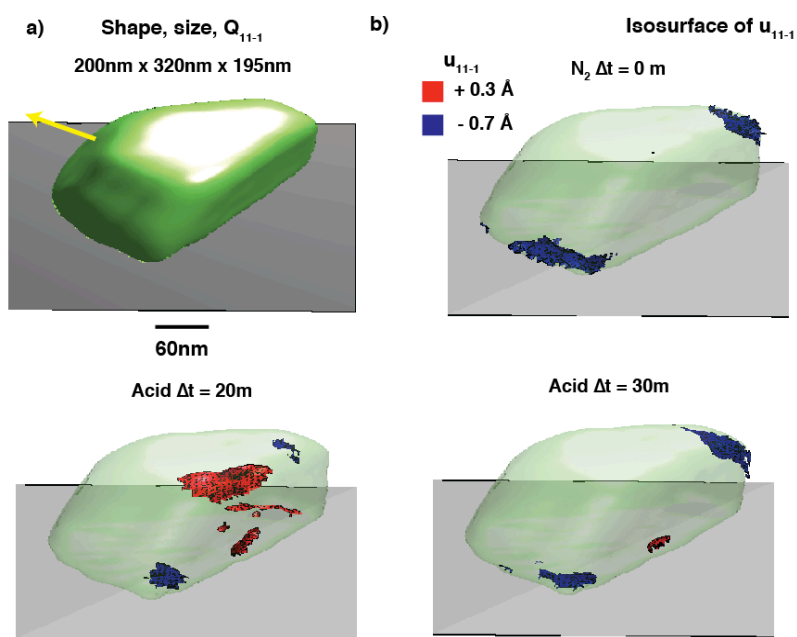 a)
Shape, size, Q₁₁₋₁
200nm x 320nm x 195nm
60nm
b)
Isosurface of u₁₁₋₁
u₁₁₋₁
+ 0.3 Å
- 0.7 Å
N₂ Δt = 0 m
Acid Δt = 20m
Acid Δt = 30m